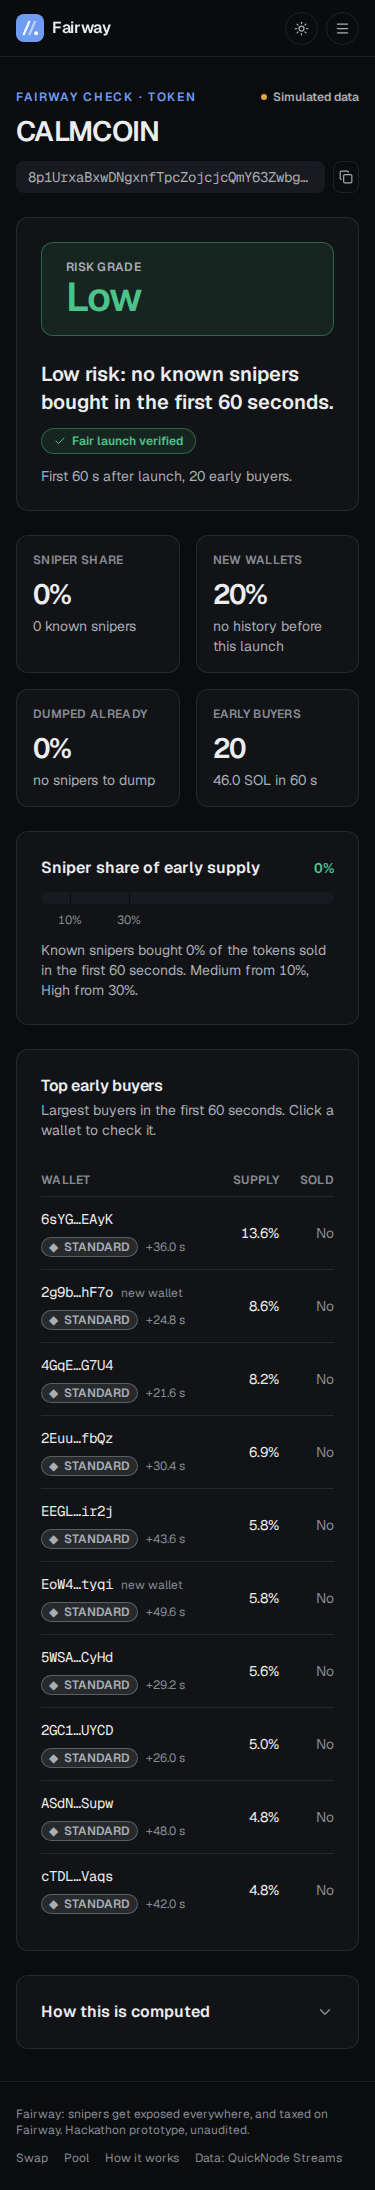 Fairway
FAIRWAY CHECK · TOKEN
Simulated data
CALMCOIN
8p1UrxaBxwDNgxnfTpcZojcjcQmY63Zwbg…
RISK GRADE
Low
Low risk: no known snipers
bought in the first 60 seconds.
Fair launch verified
First 60 s after launch, 20 early buyers.
SNIPER SHARE
0%
0 known snipers
NEW WALLETS
20%
no history before
this launch
DUMPED ALREADY
0%
no snipers to dump
EARLY BUYERS
20
46.0 SOL in 60 s
Sniper share of early supply 0%
10% 30%
Known snipers bought 0% of the tokens sold
in the first 60 seconds. Medium from 10%,
High from 30%.
Top early buyers
Largest buyers in the first 60 seconds. Click a
wallet to check it.
WALLET SUPPLY SOLD
6sYG…EAyK
STANDARD +36.0 s 13.6% No
2g9b…hF7o new wallet
STANDARD +24.8 s 8.6% No
4GqE…G7U4
STANDARD +21.6 s 8.2% No
2Euu…fbQz
STANDARD +30.4 s 6.9% No
EEGL…ir2j
STANDARD +43.6 s 5.8% No
EoW4…tyqi new wallet
STANDARD +49.6 s 5.8% No
5WSA…CyHd
STANDARD +29.2 s 5.6% No
2GC1…UYCD
STANDARD +26.0 s 5.0% No
ASdN…Supw
STANDARD +48.0 s 4.8% No
cTDL…Vaqs
STANDARD +42.0 s 4.8% No
How this is computed
Fairway: snipers get exposed everywhere, and taxed on
Fairway. Hackathon prototype, unaudited.
Swap Pool How it works Data: QuickNode Streams